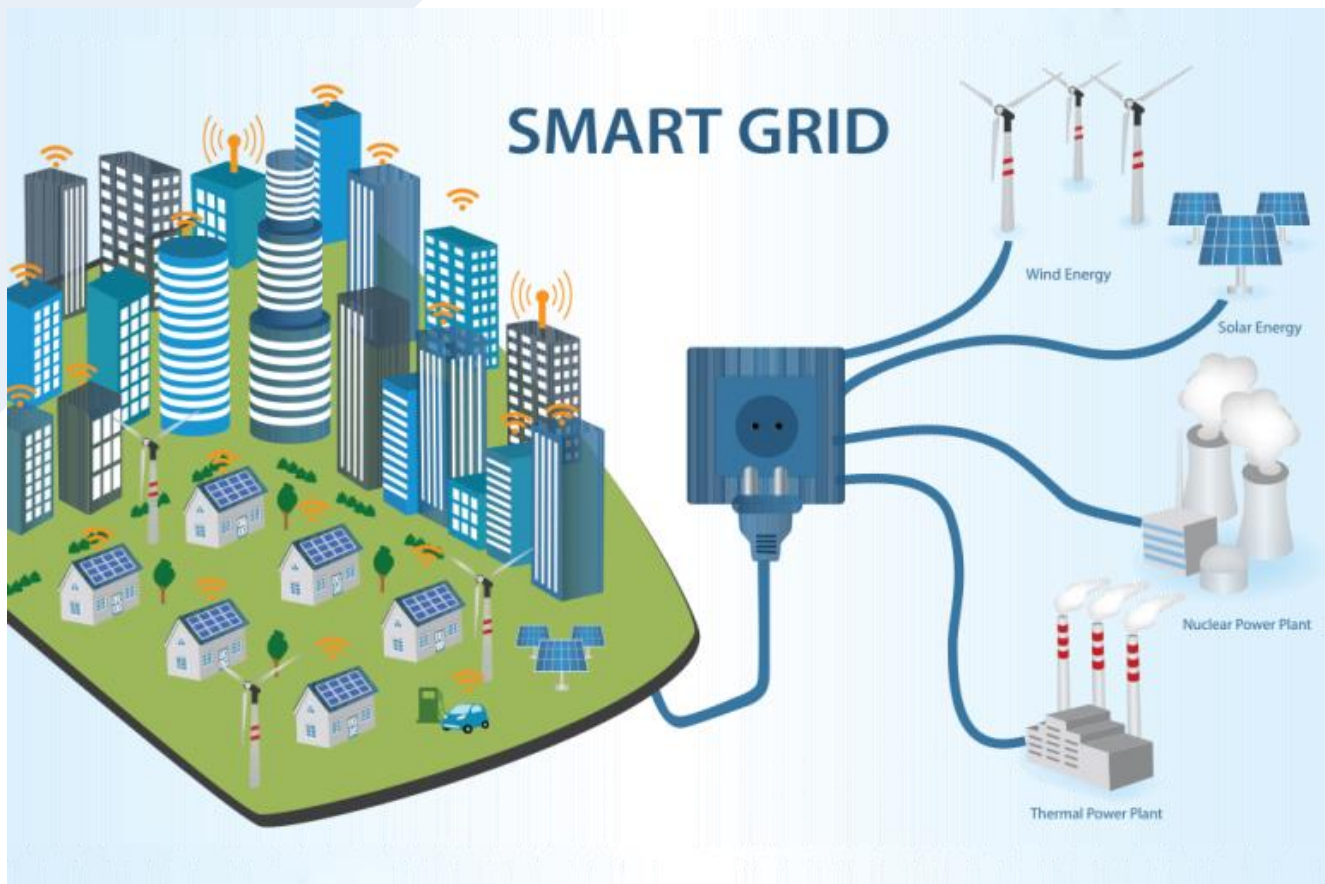 SMART GRID
Wind Energy
Solar Energy
Nuclear Power Plant
Thermal Power Plant